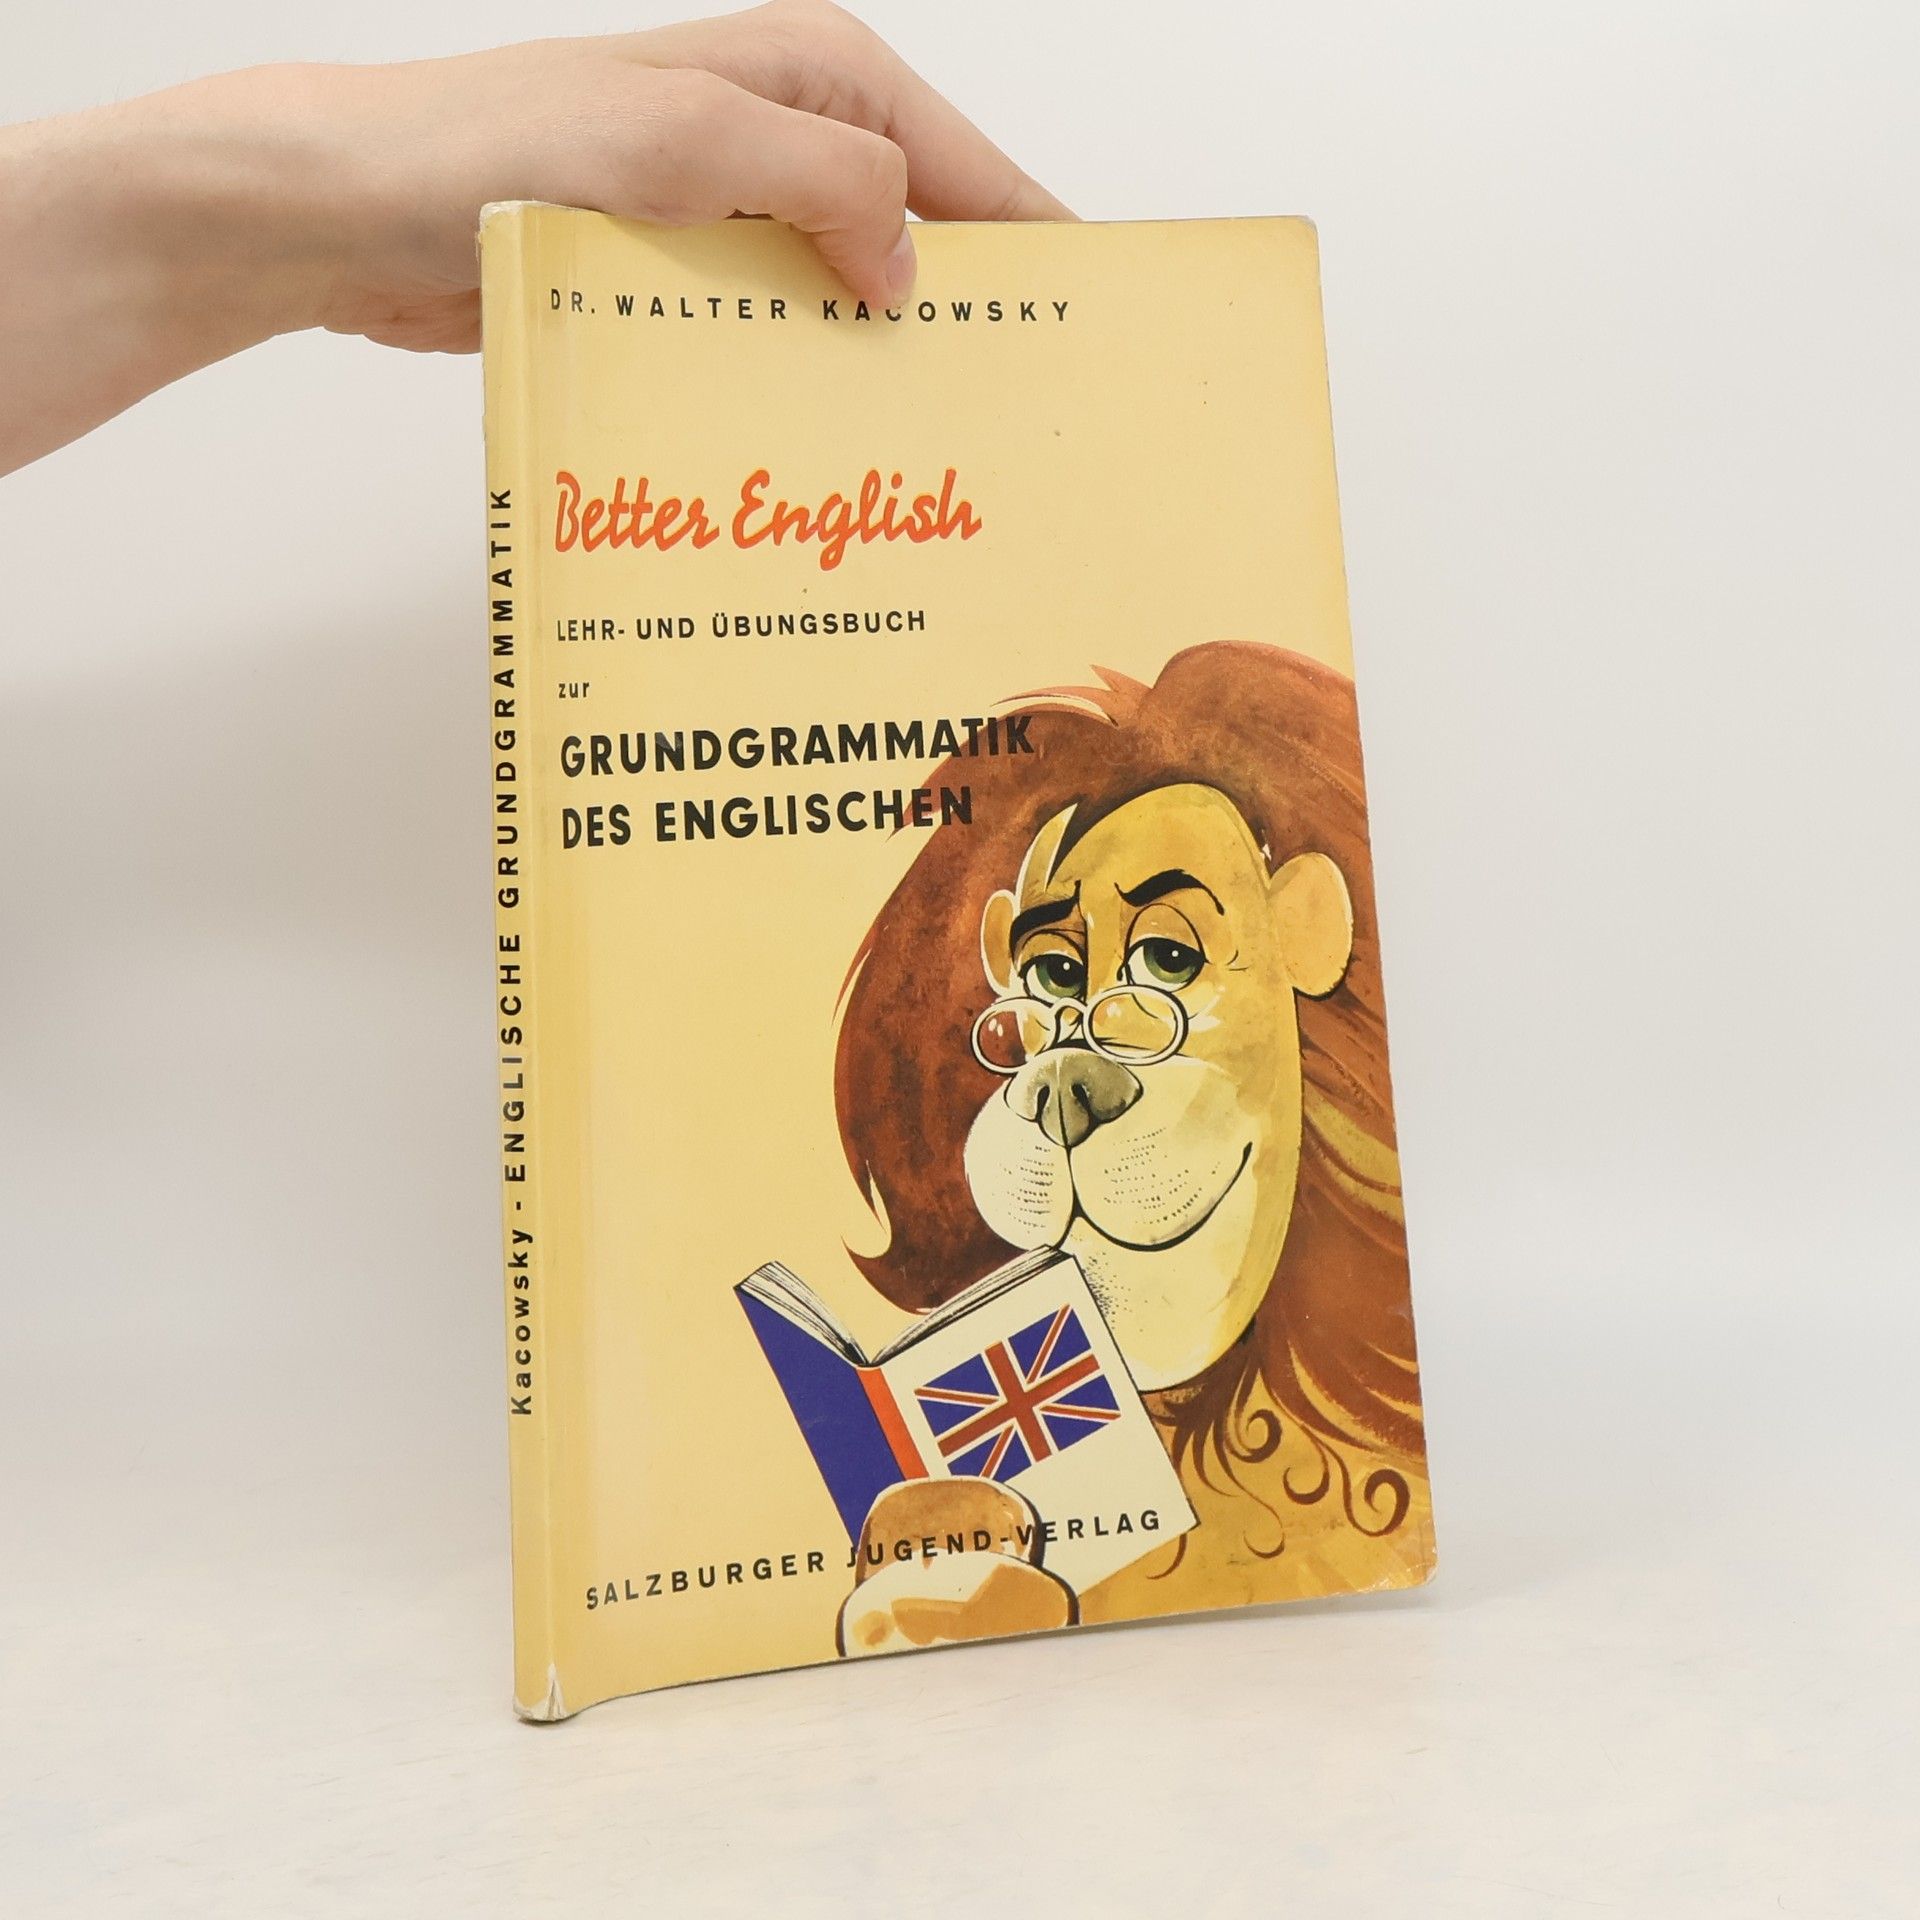 DR. WALTER KACOWSKY
Better English
LEHR- UND ÜBUNGSBUCH
zur
GRUNDGRAMMATIK
DES ENGLISCHEN
SALZBURGER JUGEND-VERLAG
Kacowsky - ENGLISCHE GRUNDGRAMMATIK